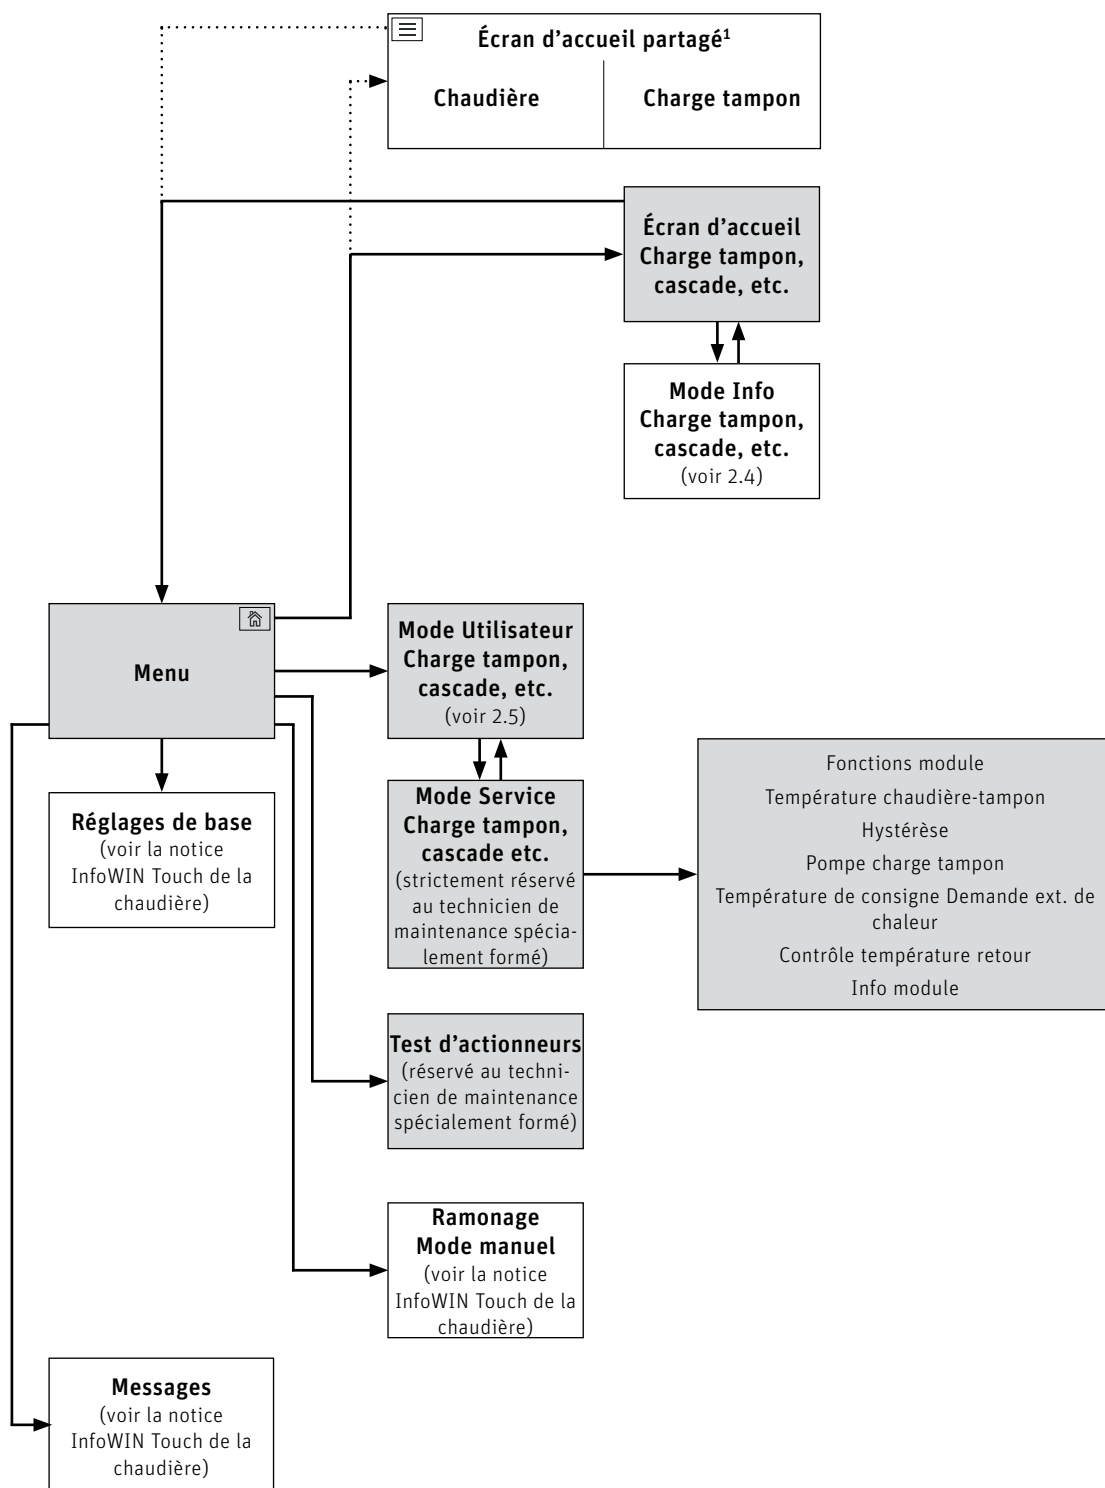 Écran d’accueil partagé¹
Chaudière
Charge tampon
Écran d’accueil
Charge tampon,
cascade, etc.
Mode Info
Charge tampon,
cascade, etc.
(voir 2.4)
Menu
Mode Utilisateur
Charge tampon,
cascade, etc.
(voir 2.5)
Réglages de base
(voir la notice
InfoWIN Touch de la
chaudière)
Mode Service
Charge tampon,
cascade etc.
(strictement réservé
au technicien de
maintenance spécia-
lement formé)
Fonctions module
Température chaudière-tampon
Hystérèse
Pompe charge tampon
Température de consigne Demande ext. de
chaleur
Contrôle température retour
Info module
Test d’actionneurs
(réservé au techni-
cien de maintenance
spécialement formé)
Ramonage
Mode manuel
(voir la notice
InfoWIN Touch de la
chaudière)
Messages
(voir la notice
InfoWIN Touch de la
chaudière)